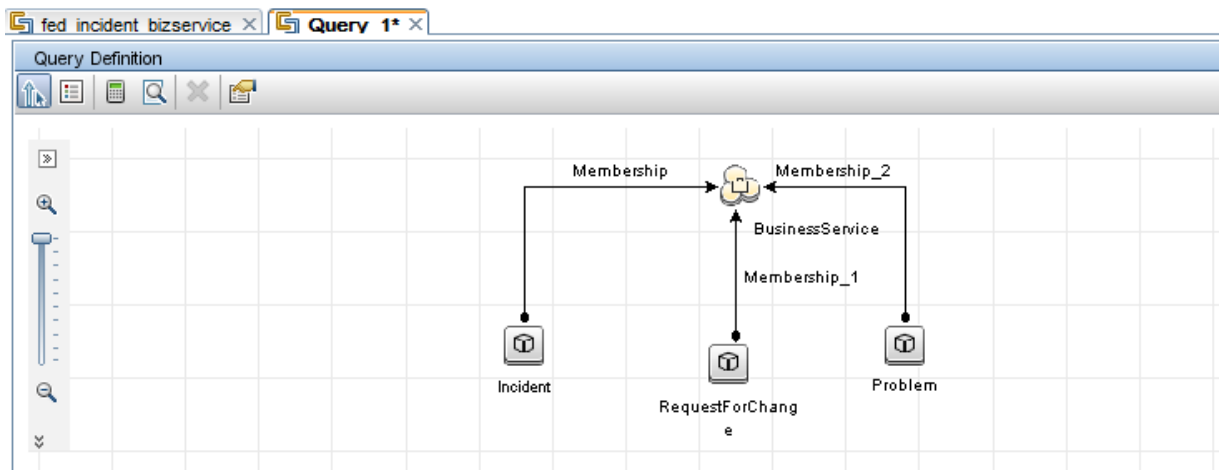 fed incident bizservice
Query 1*
Query Definition
Membership
Membership_2
BusinessService
Membership_1
Incident
RequestForChang
e
Problem